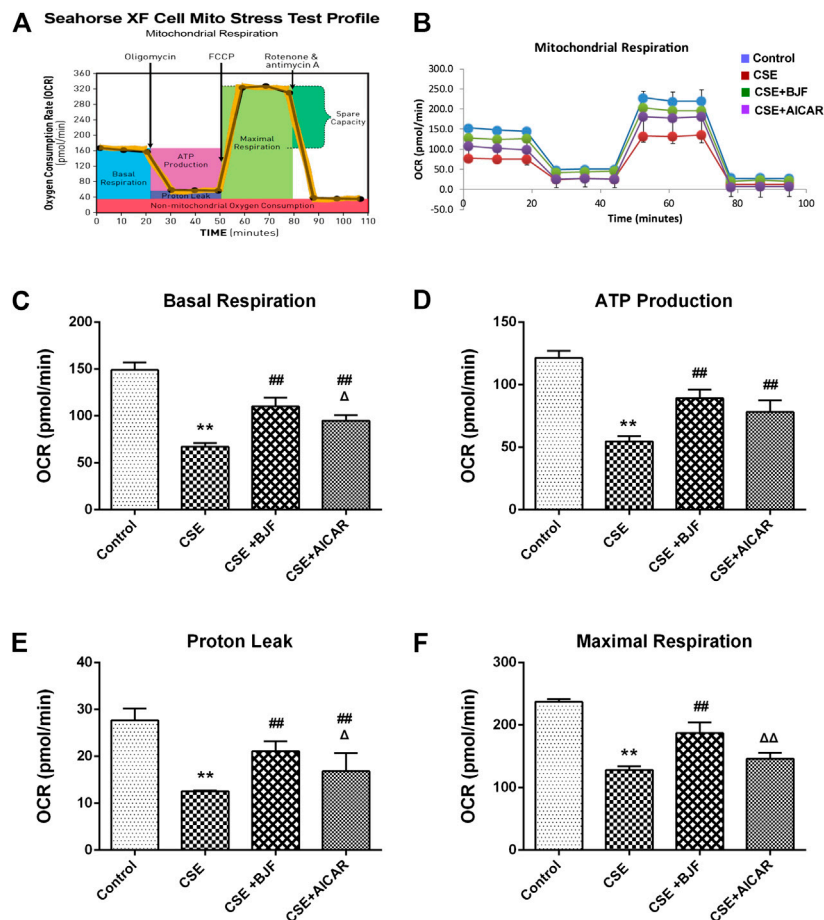 A
Seahorse XF Cell Mito Stress Test Profile
Mitochondrial Respiration
Oligomycin
FCCP
Rotenone &
antimycin A
Oxygen Consumption Rate (OCR)
(pmol/min)
360
320
280
240
200
160
120
80
40
0
Basal
Respiration
ATP
Production
Proton Leak
Maximal
Respiration
Spare
Capacity
Non-mitochondrial Oxygen Consumption
0 10 20 30 40 50 60 70 80 90 100 110
TIME (minutes)
B
Mitochondrial Respiration
Control
CSE
CSE+BJF
CSE+AICAR
OCR (pmol/min)
300.0
250.0
200.0
150.0
100.0
50.0
0.0
-50.0
0 20 40 60 80 100
Time (minutes)
C
Basal Respiration
OCR (pmol/min)
200
150
100
50
0
**
##
##
Δ
Control
CSE
CSE +BJF
CSE+AICAR
D
ATP Production
OCR (pmol/min)
150
100
50
0
**
##
##
Control
CSE
CSE +BJF
CSE+AICAR
E
Proton Leak
OCR (pmol/min)
40
30
20
10
0
**
##
##
Δ
Control
CSE
CSE +BJF
CSE+AICAR
F
Maximal Respiration
OCR (pmol/min)
300
200
100
0
**
##
ΔΔ
Control
CSE
CSE +BJF
CSE+AICAR